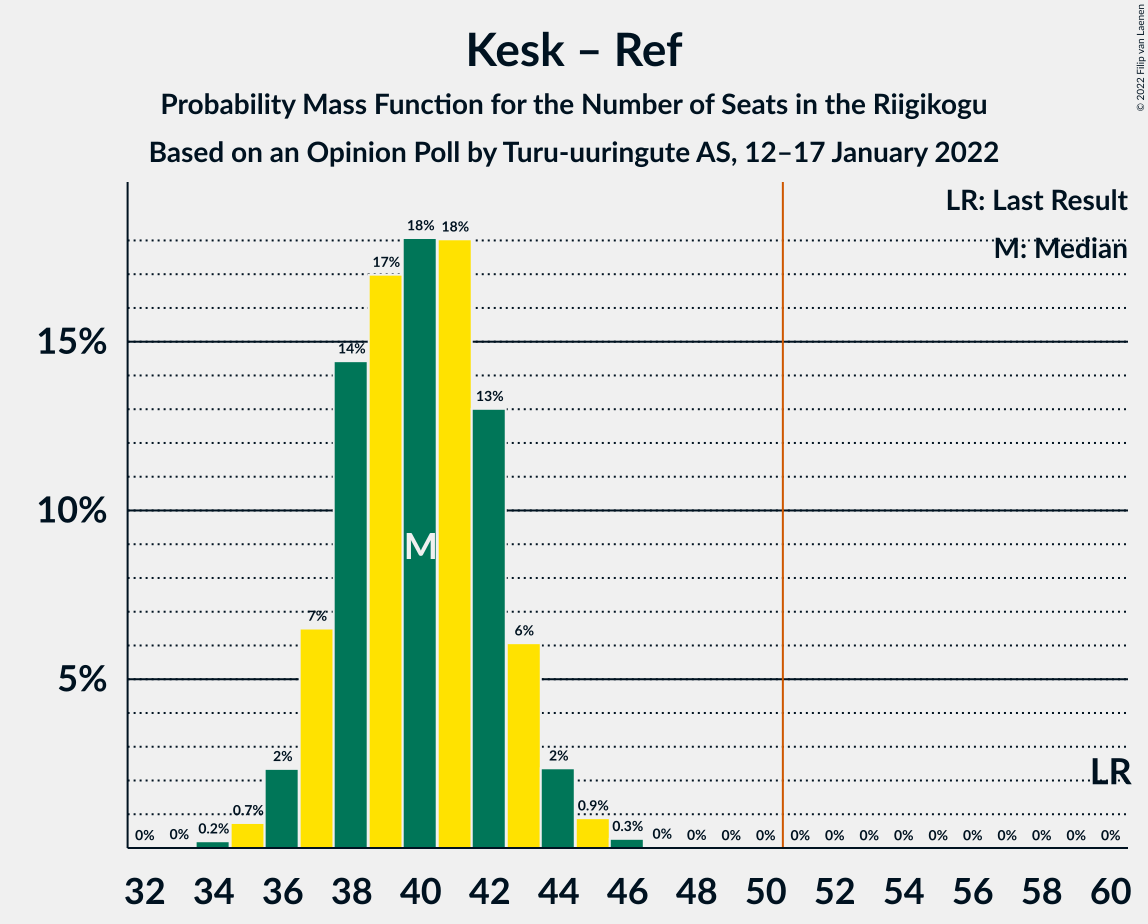 Kesk – Ref
Probability Mass Function for the Number of Seats in the Riigikogu
Based on an Opinion Poll by Turu-uuringute AS, 12–17 January 2022
© 2022 Filip van Laenen
LR: Last Result
M: Median
15%
10%
5%
0% 0% 0.2% 0.7% 2% 7% 14% 17% 18% 18% 13% 6% 2% 0.9% 0.3% 0% 0% 0% 0% 0% 0% 0% 0% 0% 0% 0% 0% 0% 0%
M
LR
32 34 36 38 40 42 44 46 48 50 52 54 56 58 60